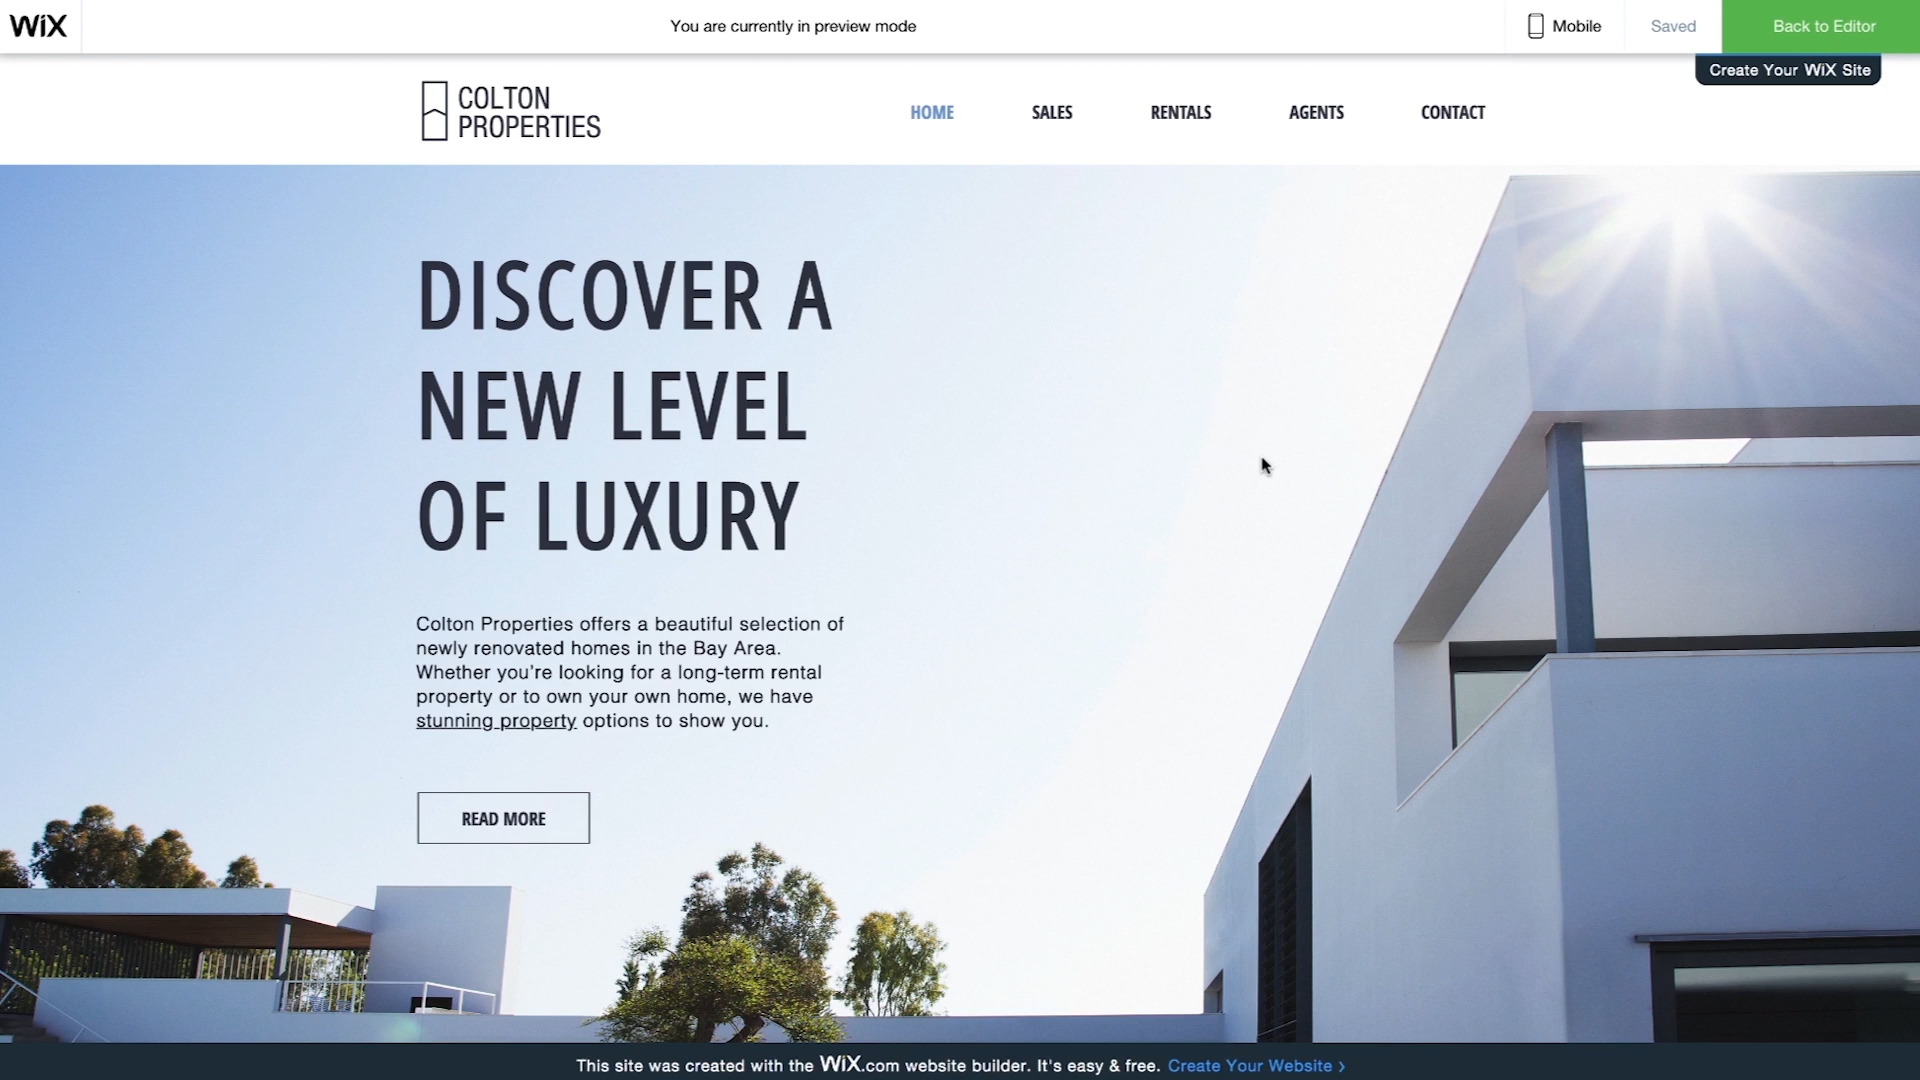 WiX
You are currently in preview mode
Mobile
Saved
Back to Editor
Create Your WiX Site
COLTON
PROPERTIES
HOME
SALES
RENTALS
AGENTS
CONTACT
DISCOVER A
NEW LEVEL
OF LUXURY
Colton Properties offers a beautiful selection of
newly renovated homes in the Bay Area.
Whether you're looking for a long-term rental
property or to own your own home, we have
stunning property options to show you.
READ MORE
This site was created with the WiX.com website builder. It's easy & free. Create Your Website ›